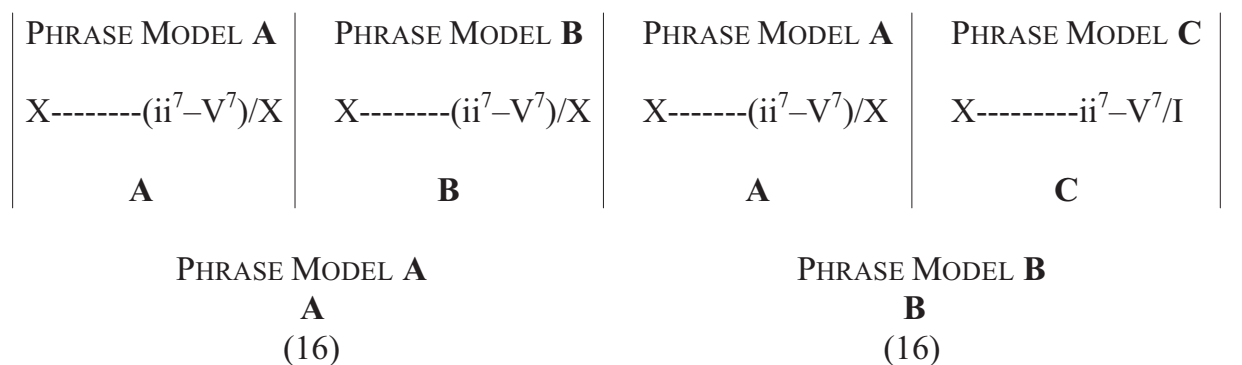 PHRASE MODEL A PHRASE MODEL B PHRASE MODEL A PHRASE MODEL C
X--------(ii⁷–V⁷)/X X--------(ii⁷–V⁷)/X X-------(ii⁷–V⁷)/X X---------ii⁷–V⁷/I
A B A C
PHRASE MODEL A PHRASE MODEL B
A B
(16) (16)